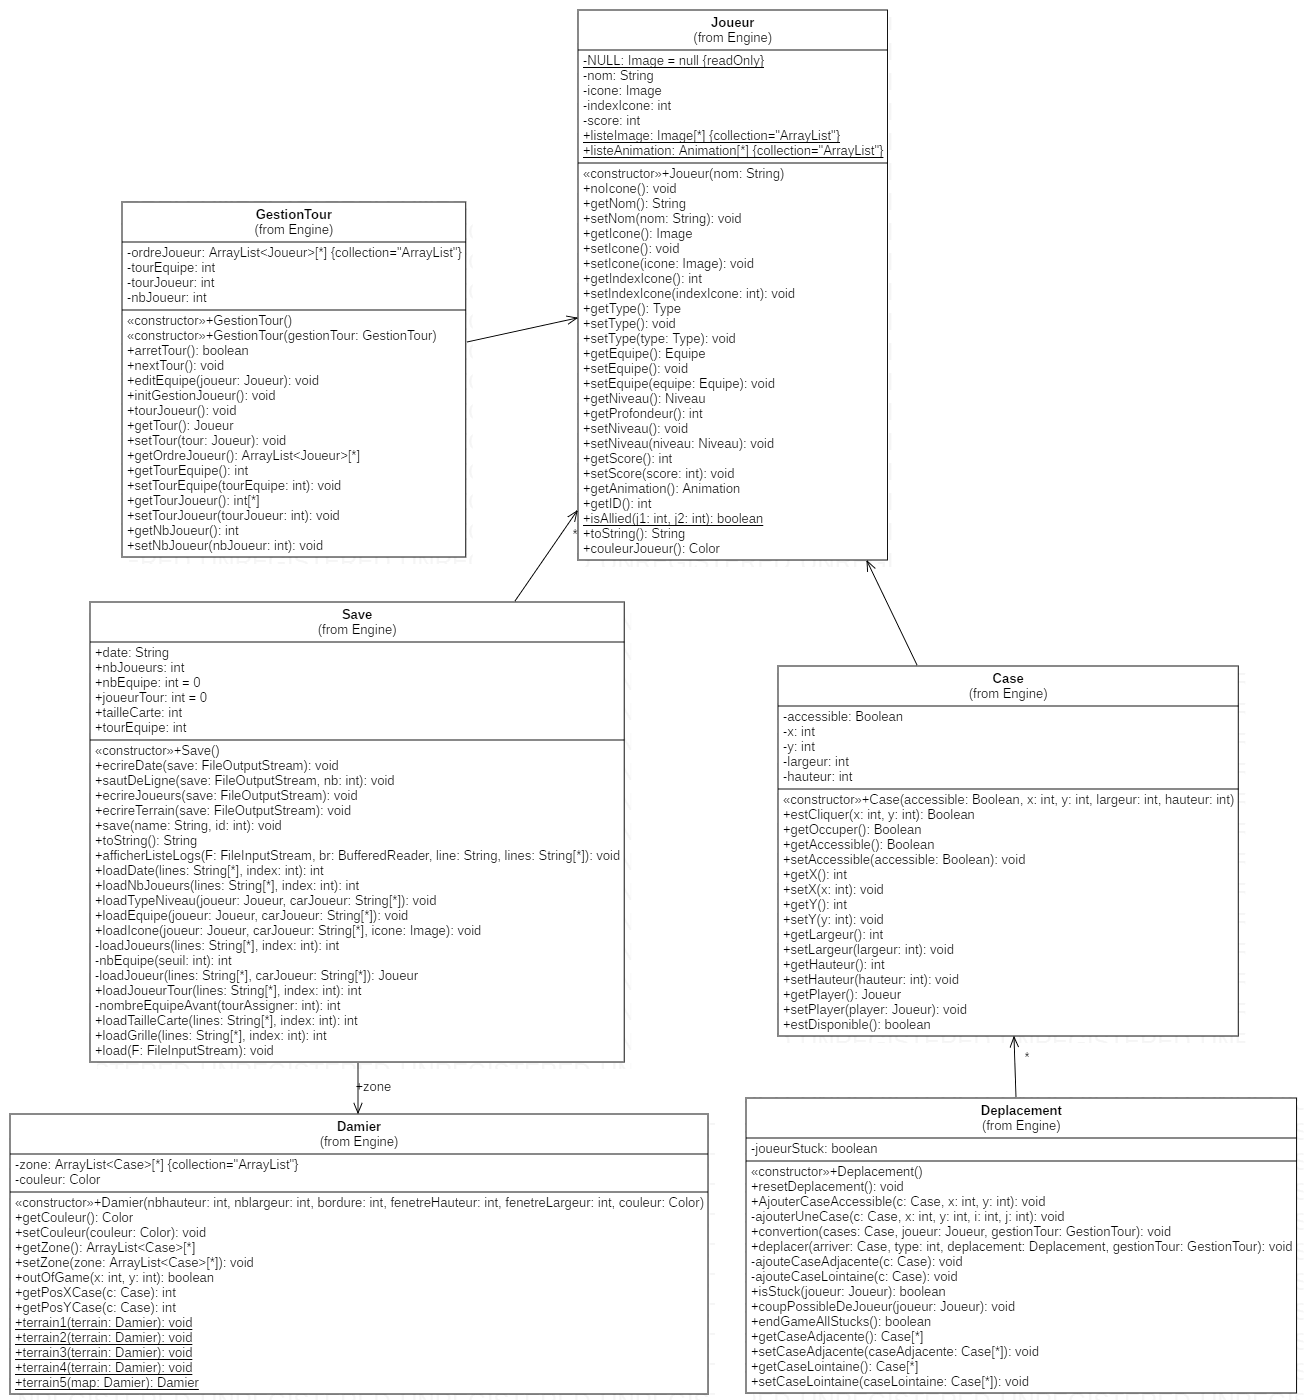 Joueur
(from Engine)
-NULL: Image = null {readOnly}
-nom: String
-icone: Image
-indexIcone: int
-score: int
+listeImage: Image[*] {collection="ArrayList"}
+listeAnimation: Animation[*] {collection="ArrayList"}
«constructor»+Joueur(nom: String)
+noIcone(): void
+getNom(): String
+setNom(nom: String): void
+getIcone(): Image
+setIcone(): void
+setIcone(icone: Image): void
+getIndexIcone(): int
+setIndexIcone(indexIcone: int): void
+getType(): Type
+setType(): void
+setType(type: Type): void
+getEquipe(): Equipe
+setEquipe(): void
+setEquipe(equipe: Equipe): void
+getNiveau(): Niveau
+getProfondeur(): int
+setNiveau(): void
+setNiveau(niveau: Niveau): void
+getScore(): int
+setScore(score: int): void
+getAnimation(): Animation
+getID(): int
+isAllied(j1: int, j2: int): boolean
+toString(): String
+couleurJoueur(): Color
GestionTour
(from Engine)
-ordreJoueur: ArrayList<Joueur>[*] {collection="ArrayList"}
-tourEquipe: int
-tourJoueur: int
-nbJoueur: int
«constructor»+GestionTour()
«constructor»+GestionTour(gestionTour: GestionTour)
+arretTour(): boolean
+nextTour(): void
+editEquipe(joueur: Joueur): void
+initGestionJoueur(): void
+tourJoueur(): void
+getTour(): Joueur
+setTour(tour: Joueur): void
+getOrdreJoueur(): ArrayList<Joueur>[*]
+getTourEquipe(): int
+setTourEquipe(tourEquipe: int): void
+getTourJoueur(): int[*]
+setTourJoueur(tourJoueur: int): void
+getNbJoueur(): int
+setNbJoueur(nbJoueur: int): void
*
Save
(from Engine)
+date: String
+nbJoueurs: int
+nbEquipe: int = 0
+joueurTour: int = 0
+tailleCarte: int
+tourEquipe: int
«constructor»+Save()
+ecrireDate(save: FileOutputStream): void
+sautDeLigne(save: FileOutputStream, nb: int): void
+ecrireJoueurs(save: FileOutputStream): void
+ecrireTerrain(save: FileOutputStream): void
+save(name: String, id: int): void
+toString(): String
+afficherListeLogs(F: FileInputStream, br: BufferedReader, line: String, lines: String[*]): void
+loadDate(lines: String[*], index: int): int
+loadNbJoueurs(lines: String[*], index: int): int
+loadTypeNiveau(joueur: Joueur, carJoueur: String[*]): void
+loadEquipe(joueur: Joueur, carJoueur: String[*]): void
+loadIcone(joueur: Joueur, carJoueur: String[*], icone: Image): void
-loadJoueurs(lines: String[*], index: int): int
-nbEquipe(seuil: int): int
-loadJoueur(lines: String[*], carJoueur: String[*]): Joueur
+loadJoueurTour(lines: String[*], index: int): int
-nombreEquipeAvant(tourAssigner: int): int
+loadTailleCarte(lines: String[*], index: int): int
+loadGrille(lines: String[*], index: int): int
+load(F: FileInputStream): void
Case
(from Engine)
-accessible: Boolean
-x: int
-y: int
-largeur: int
-hauteur: int
«constructor»+Case(accessible: Boolean, x: int, y: int, largeur: int, hauteur: int)
+estCliquer(x: int, y: int): Boolean
+getOccuper(): Boolean
+getAccessible(): Boolean
+setAccessible(accessible: Boolean): void
+getX(): int
+setX(x: int): void
+getY(): int
+setY(y: int): void
+getLargeur(): int
+setLargeur(largeur: int): void
+getHauteur(): int
+setHauteur(hauteur: int): void
+getPlayer(): Joueur
+setPlayer(player: Joueur): void
+estDisponible(): boolean
*
+zone
Damier
(from Engine)
-zone: ArrayList<Case>[*] {collection="ArrayList"}
-couleur: Color
«constructor»+Damier(nbhauteur: int, nblargeur: int, bordure: int, fenetreHauteur: int, fenetreLargeur: int, couleur: Color)
+getCouleur(): Color
+setCouleur(couleur: Color): void
+getZone(): ArrayList<Case>[*]
+setZone(zone: ArrayList<Case>[*]): void
+outOfGame(x: int, y: int): boolean
+getPosXCase(c: Case): int
+getPosYCase(c: Case): int
+terrain1(terrain: Damier): void
+terrain2(terrain: Damier): void
+terrain3(terrain: Damier): void
+terrain4(terrain: Damier): void
+terrain5(map: Damier): Damier
Deplacement
(from Engine)
-joueurStuck: boolean
«constructor»+Deplacement()
+resetDeplacement(): void
+AjouterCaseAccessible(c: Case, x: int, y: int): void
-ajouterUneCase(c: Case, x: int, y: int, i: int, j: int): void
+convertion(cases: Case, joueur: Joueur, gestionTour: GestionTour): void
+deplacer(arriver: Case, type: int, deplacement: Deplacement, gestionTour: GestionTour): void
-ajouteCaseAdjacente(c: Case): void
-ajouteCaseLointaine(c: Case): void
+isStuck(joueur: Joueur): boolean
+coupPossibleDeJoueur(joueur: Joueur): void
+endGameAllStucks(): boolean
+getCaseAdjacente(): Case[*]
+setCaseAdjacente(caseAdjacente: Case[*]): void
+getCaseLointaine(): Case[*]
+setCaseLointaine(caseLointaine: Case[*]): void